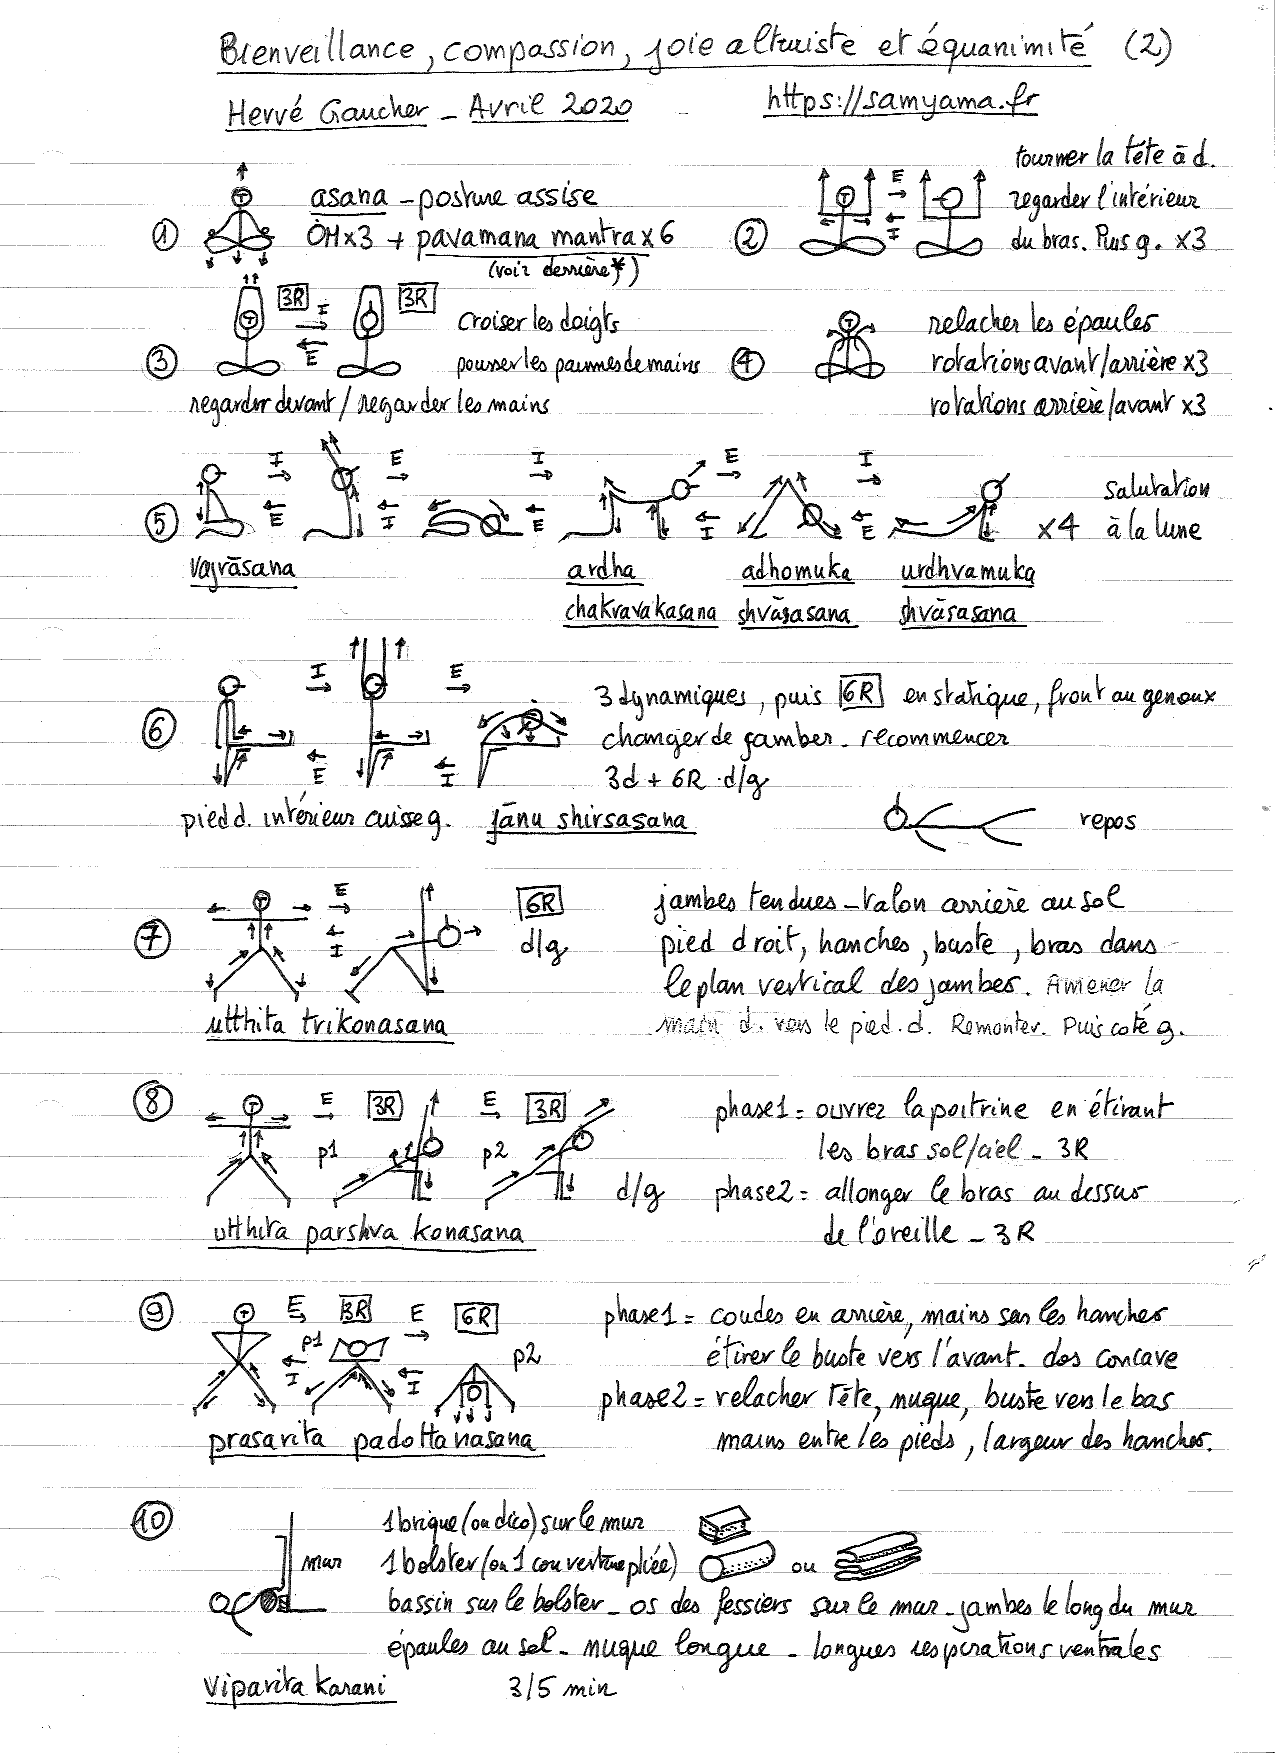 Bienveillance, compassion, joie altruiste et équanimité (2)
Hervé Gaucher - Avril 2020 https://samyama.fr
① asana - posture assise
ÔM x3 + pavamana mantra x 6
(voir derrière*)
② E I
tourner la tête à d.
regarder l'intérieur
du bras. Puis g. x3
③ 3R I E 3R
croiser les doigts
pousser les paumes de mains
regarder devant / regarder les mains
④ relacher les épaules
rotations avant/arrière x3
rotations arrière/avant x3
⑤ I E I E I
E I E I E
x4 salutation
à la lune
vajrāsana ardha adhomuka urdhvamuka
chakravakasana shvāsasana shvāsasana
⑥ I E
E I
3 dynamiques, puis 6R en statique, front au genoux
changer de jambes. recommencer
3d + 6R . d/g
pied d. intérieur cuisse g. jānu shirsasana
repos
⑦ E I 6R
d/g
jambes tendues - talon arrière au sol
pied droit, hanches, buste, bras dans
le plan vertical des jambes. Amener la
main d. vers le pied. d. Remonter. Puis coté g.
utthita trikonasana
⑧ E 3R E 3R
p1 p2 d/g
phase1 = ouvrez la poitrine en étirant
les bras sol/ciel - 3R
phase2 = allonger le bras au dessus
de l'oreille - 3R
utthita parshva konasana
⑨ E 3R E 6R
p1 I I p2
phase1 = coudes en arrière, mains sur les hanches
étirer le buste vers l'avant. dos concave
phase2 = relacher tête, nuque, buste vers le bas
mains entre les pieds, largeur des hanches.
prasarita padottanasana
⑩ 1 brique (ou dico) sur le mur
mur 1 bolster (ou 1 couverture pliée) ou
bassin sur le bolster - os des fessiers sur le mur - jambes le long du mur
épaules au sol - nuque longue - longues respirations ventrales
Viparita Karani 3/5 min